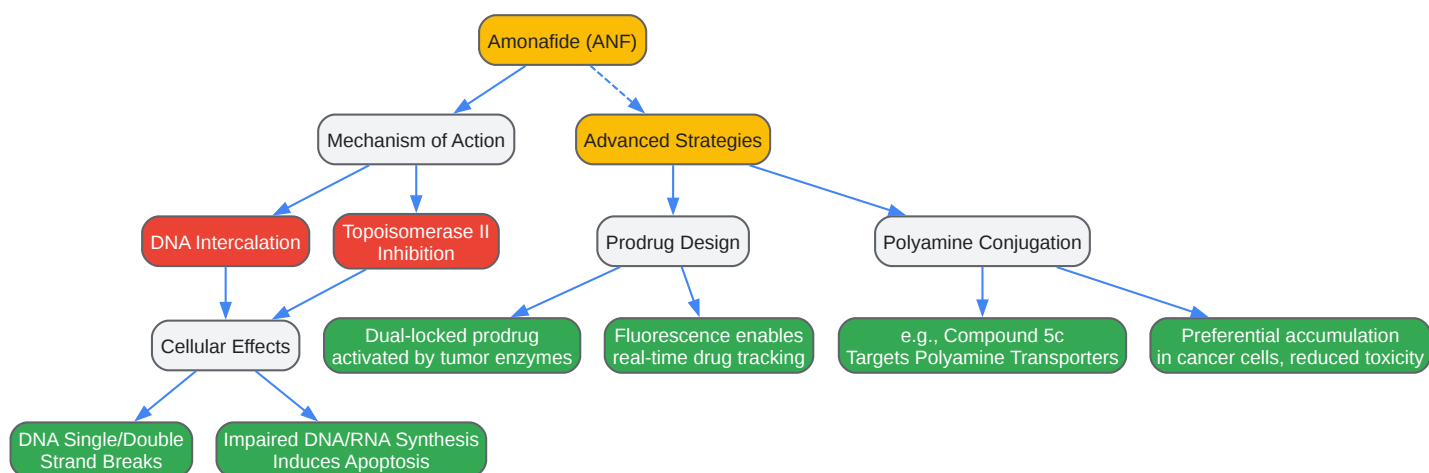 Amonafide (ANF)
Mechanism of Action
Advanced Strategies
DNA Intercalation
Topoisomerase II
Inhibition
Prodrug Design
Polyamine Conjugation
Cellular Effects
Dual-locked prodrug
activated by tumor enzymes
Fluorescence enables
real-time drug tracking
e.g., Compound 5c
Targets Polyamine Transporters
Preferential accumulation
in cancer cells, reduced toxicity
DNA Single/Double
Strand Breaks
Impaired DNA/RNA Synthesis
Induces Apoptosis